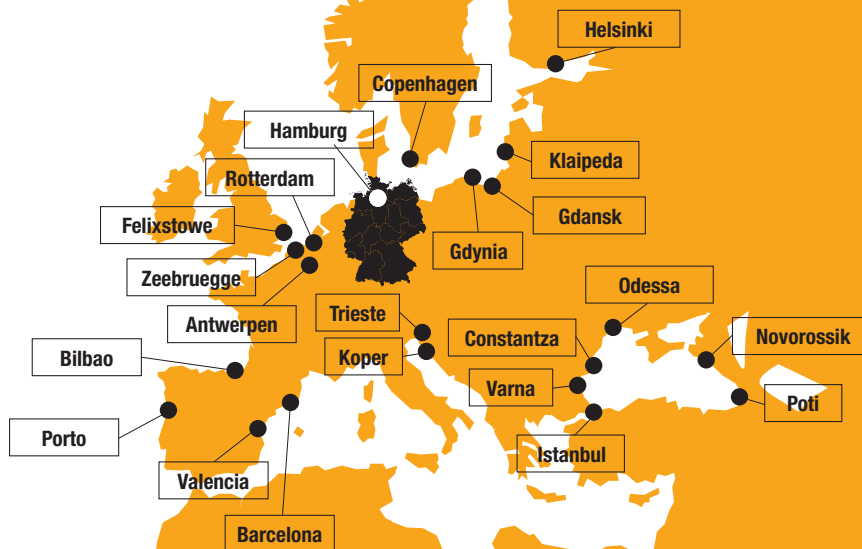 Helsinki
Copenhagen
Hamburg
Klaipeda
Rotterdam
Gdansk
Felixstowe
Gdynia
Zeebruegge
Odessa
Trieste
Antwerpen
Constantza
Novorossik
Bilbao
Koper
Varna
Poti
Porto
Istanbul
Valencia
Barcelona